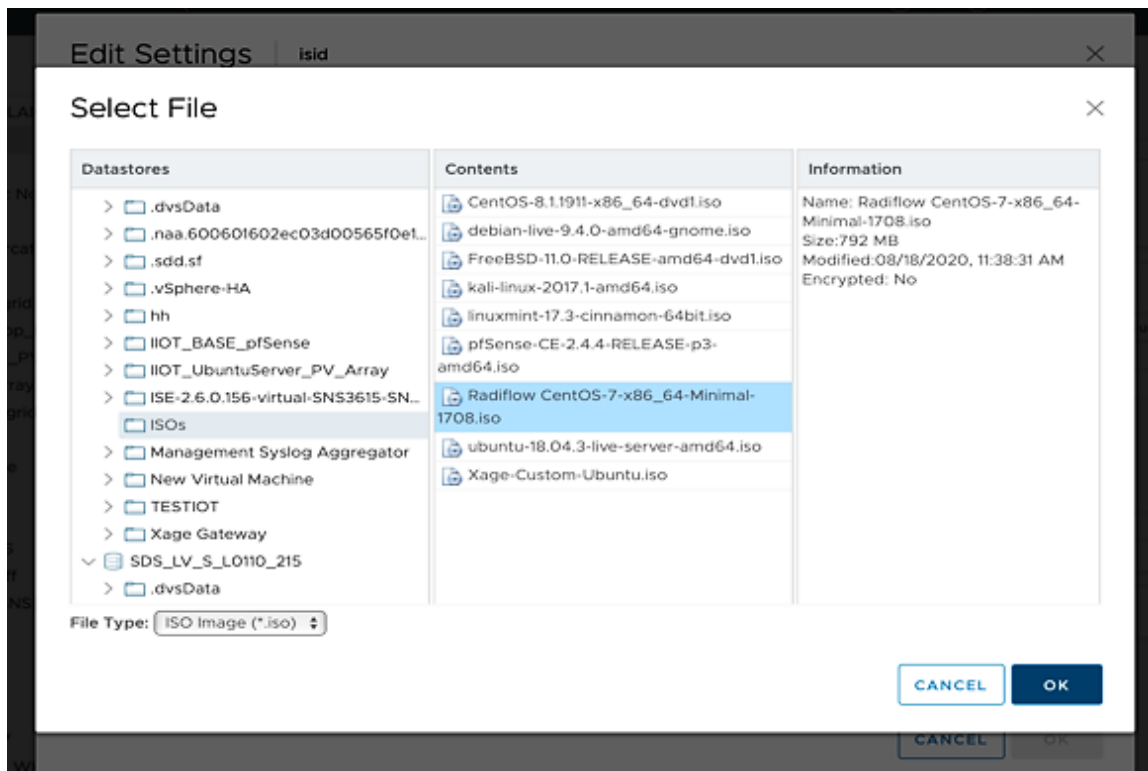 Edit Settings isid
Select File
Datastores
.dvsData
.naa.600601602ec03d00565f0e1...
.sdd.sf
.vSphere-HA
hh
IIOT_BASE_pfSense
IIOT_UbuntuServer_PV_Array
ISE-2.6.0.156-virtual-SNS3615-SN...
ISOs
Management Syslog Aggregator
New Virtual Machine
TESTIOT
Xage Gateway
SDS_LV_S_L0110_215
.dvsData
Contents
CentOS-8.1.1911-x86_64-dvd1.iso
debian-live-9.4.0-amd64-gnome.iso
FreeBSD-11.0-RELEASE-amd64-dvd1.iso
kali-linux-2017.1-amd64.iso
linuxmint-17.3-cinnamon-64bit.iso
pfSense-CE-2.4.4-RELEASE-p3-
amd64.iso
Radiflow CentOS-7-x86_64-Minimal-
1708.iso
ubuntu-18.04.3-live-server-amd64.iso
Xage-Custom-Ubuntu.iso
Information
Name: Radiflow CentOS-7-x86_64-
Minimal-1708.iso
Size:792 MB
Modified:08/18/2020, 11:38:31 AM
Encrypted: No
File Type: ISO Image (*.iso)
CANCEL OK
CANCEL OK